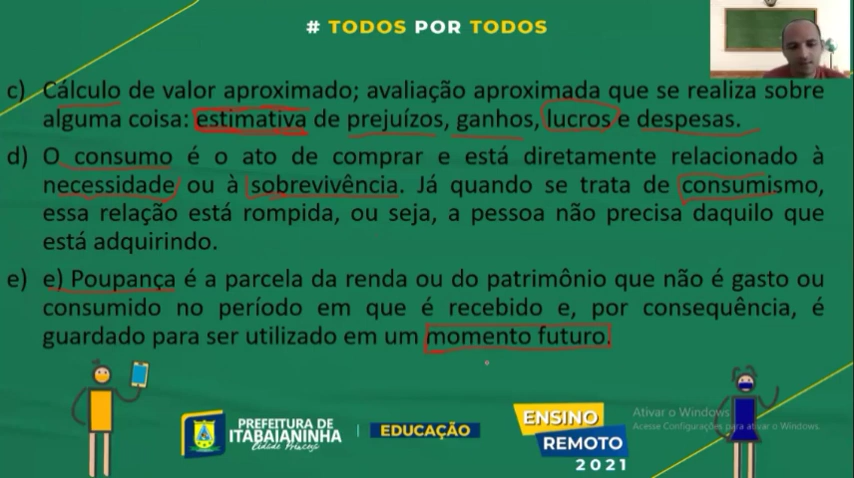 # TODOS POR TODOS
c) Cálculo de valor aproximado; avaliação aproximada que se realiza sobre
alguma coisa: estimativa de prejuízos, ganhos, lucros e despesas.
d) O consumo é o ato de comprar e está diretamente relacionado à
necessidade ou à sobrevivência. Já quando se trata de consumismo,
essa relação está rompida, ou seja, a pessoa não precisa daquilo que
está adquirindo.
e) e) Poupança é a parcela da renda ou do patrimônio que não é gasto ou
consumido no período em que é recebido e, por consequência, é
guardado para ser utilizado em um momento futuro.
PREFEITURA DE
ITABAIANINHA
Cidade Princesa
EDUCAÇÃO
ENSINO
REMOTO
2021
Ativar o Windows
Acesse Configurações para ativar o Windows.